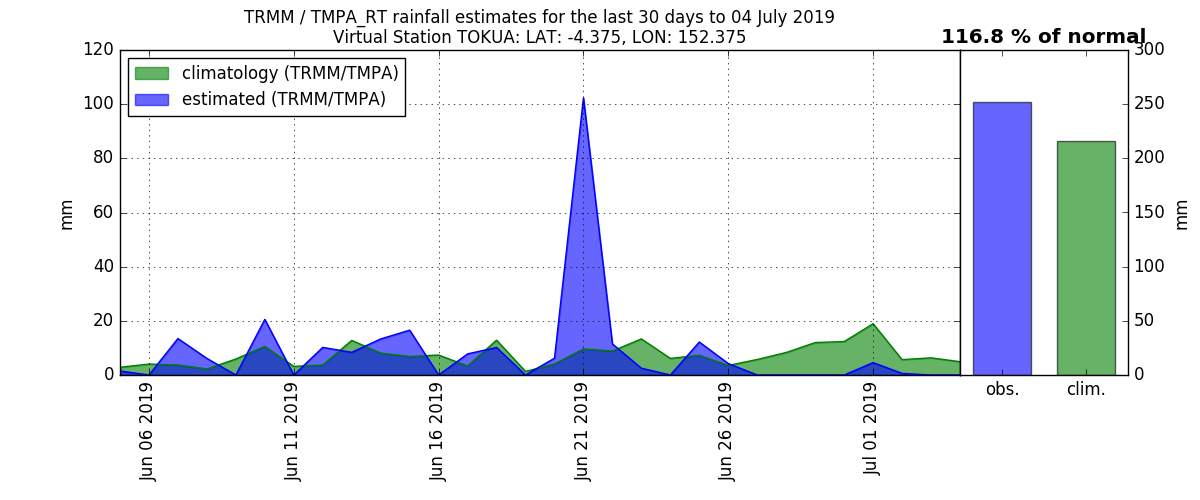 TRMM / TMPA_RT rainfall estimates for the last 30 days to 04 July 2019
Virtual Station TOKUA: LAT: -4.375, LON: 152.375
116.8 % of normal
climatology (TRMM/TMPA)
estimated (TRMM/TMPA)
120
100
80
60
40
20
0
mm
Jun 06 2019
Jun 11 2019
Jun 16 2019
Jun 21 2019
Jun 26 2019
Jul 01 2019
300
250
200
150
100
50
0
mm
obs.
clim.